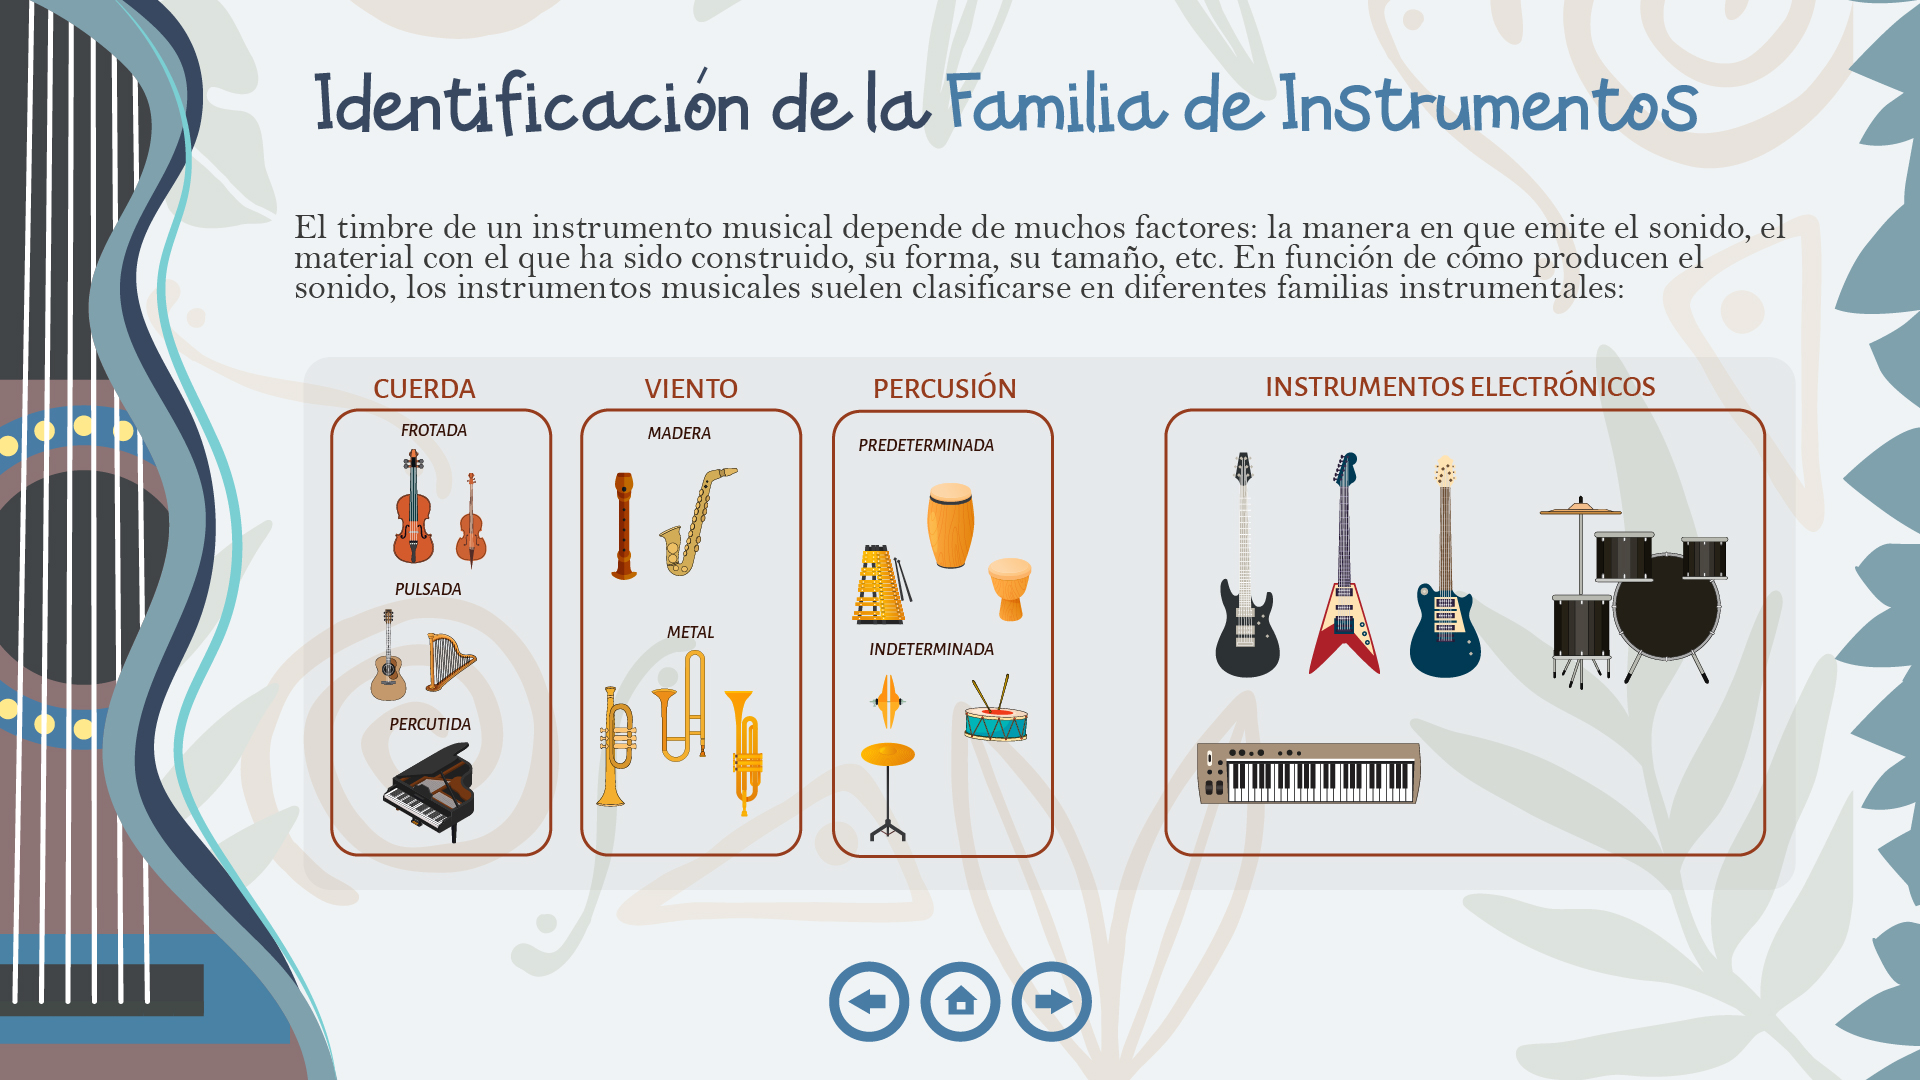 Identificación de la Familia de Instrumentos
El timbre de un instrumento musical depende de muchos factores: la manera en que emite el sonido, el
material con el que ha sido construido, su forma, su tamaño, etc. En función de cómo producen el
sonido, los instrumentos musicales suelen clasificarse en diferentes familias instrumentales:
CUERDA
FROTADA
PULSADA
PERCUTIDA
VIENTO
MADERA
METAL
PERCUSIÓN
PREDETERMINADA
INDETERMINADA
INSTRUMENTOS ELECTRÓNICOS